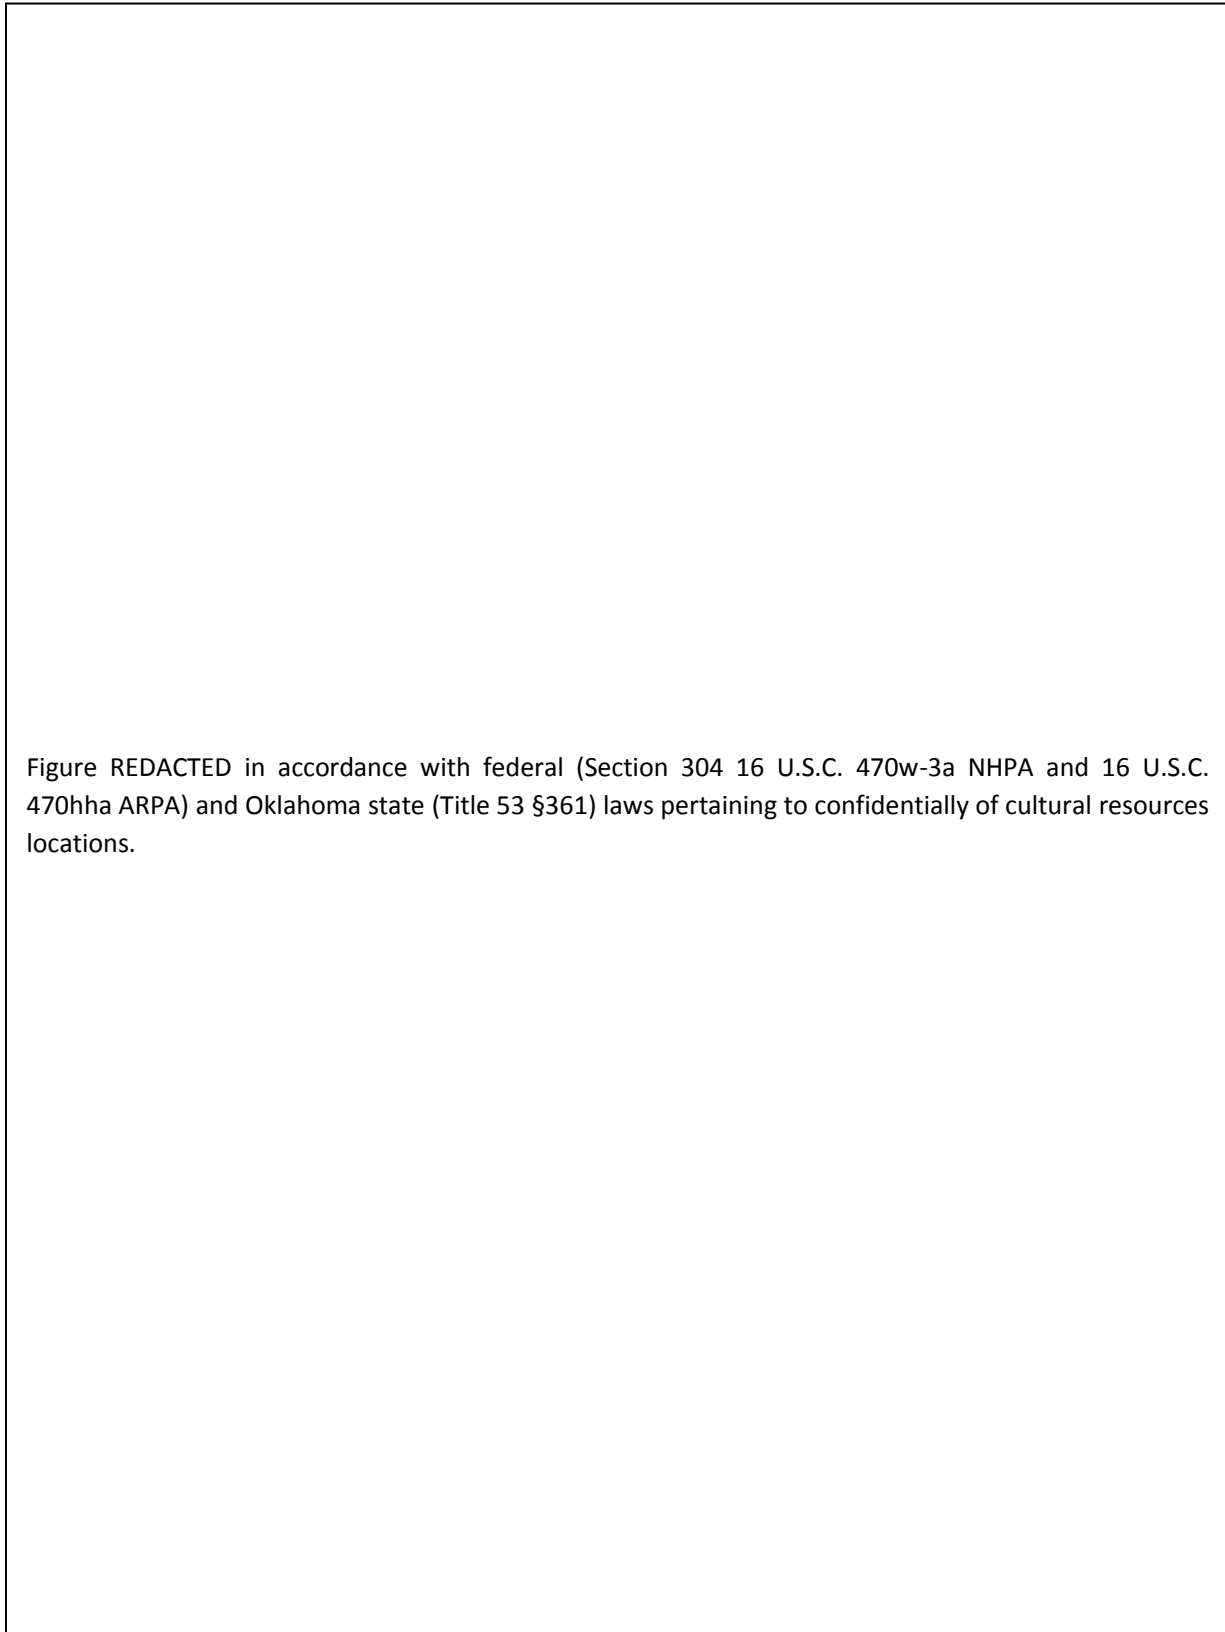 Figure REDACTED in accordance with federal (Section 304 16 U.S.C. 470w-3a NHPA and 16 U.S.C.
470hha ARPA) and Oklahoma state (Title 53 §361) laws pertaining to confidentially of cultural resources
locations.